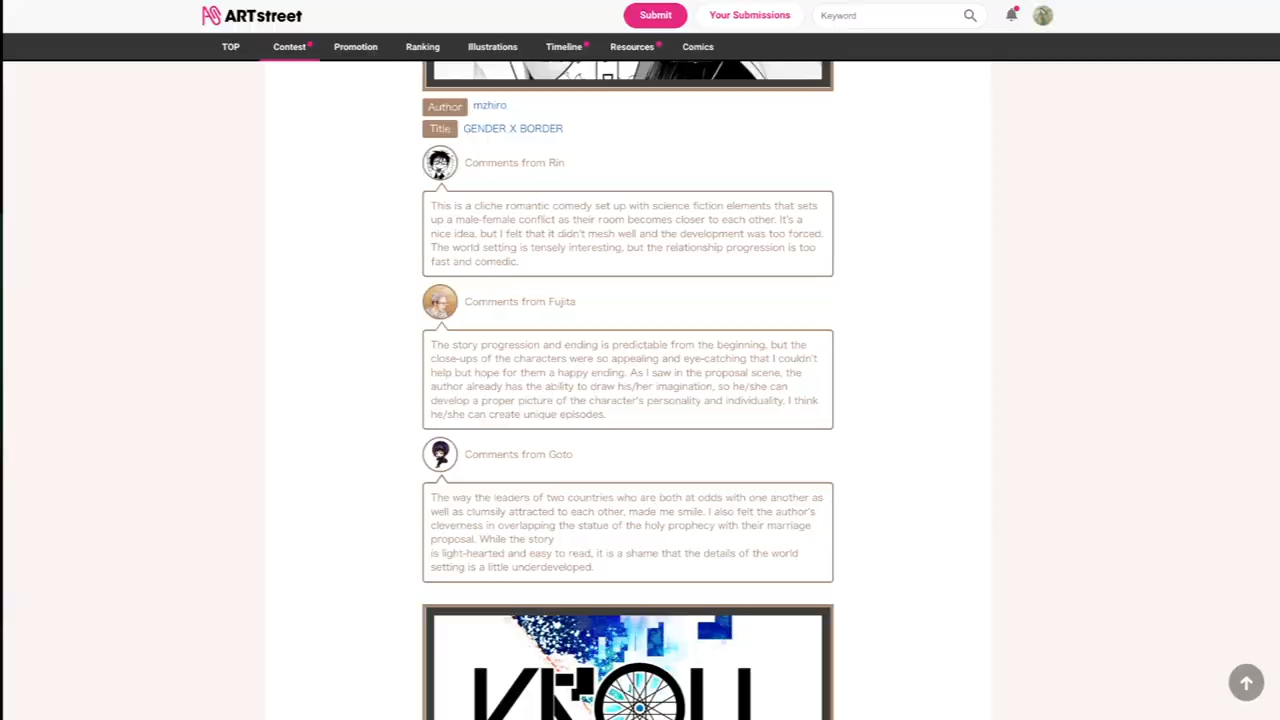 ARTstreet
Submit
Your Submissions
Keyword
TOP
Contest
Promotion
Ranking
Illustrations
Timeline
Resources
Comics
Author mzhiro
Title GENDER X BORDER
Comments from Rin
This is a cliche romantic comedy set up with science fiction elements that sets
up a male-female conflict as their room becomes closer to each other. It's a
nice idea, but I felt that it didn't mesh well and the development was too forced.
The world setting is tensely interesting, but the relationship progression is too
fast and comedic.
Comments from Fujita
The story progression and ending is predictable from the beginning, but the
close-ups of the characters were so appealing and eye-catching that I couldn't
help but hope for them a happy ending. As I saw in the proposal scene, the
author already has the ability to draw his/her imagination, so he/she can
develop a proper picture of the character's personality and individuality, I think
he/she can create unique episodes.
Comments from Goto
The way the leaders of two countries who are both at odds with one another as
well as clumsily attracted to each other, made me smile. I also felt the author's
cleverness in overlapping the statue of the holy prophecy with their marriage
proposal. While the story
is light-hearted and easy to read, it is a shame that the details of the world
setting is a little underdeveloped.